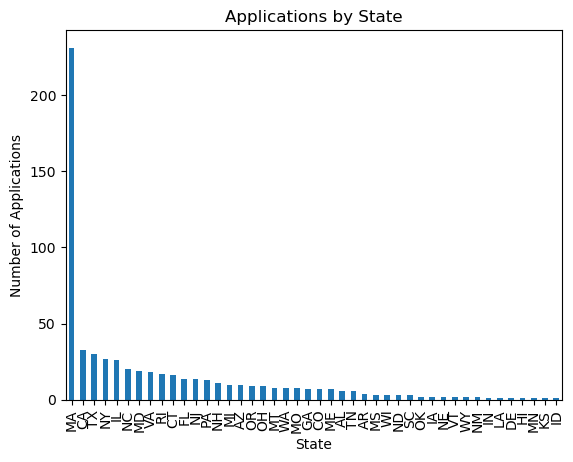 Applications by State
Number of Applications
200
150
100
50
0
MA CA TX NY IL NC MD VA RI CT FL NJ PA NH MI AZ OR OH MT WA MO GA CO ME AL TN AR MS WI ND SC OK IA NE VT WY NM IN LA DE HI MN KS ID
State